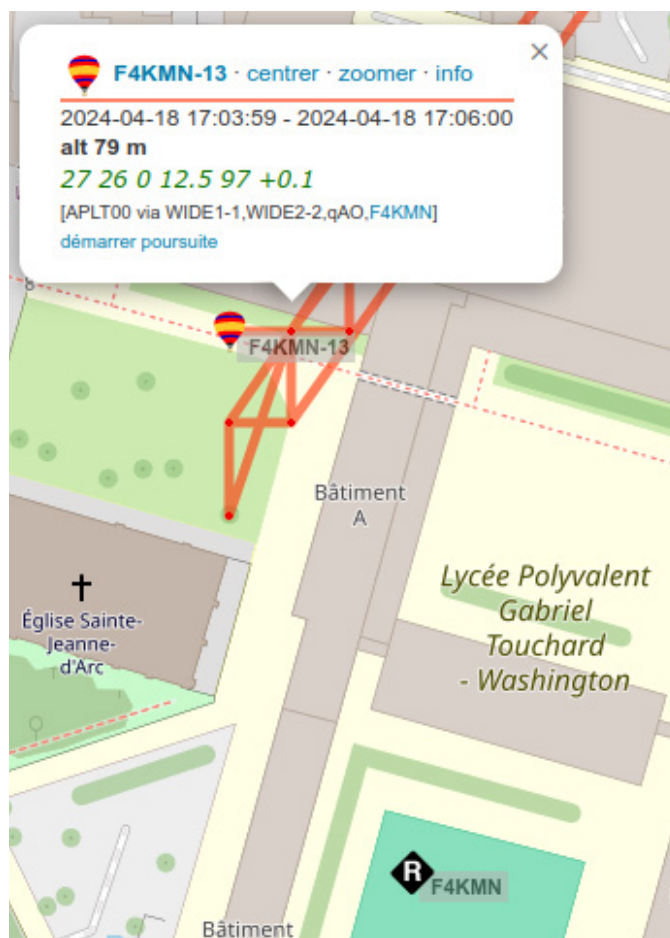 F4KMN-13 · centrer · zoomer · info
2024-04-18 17:03:59 - 2024-04-18 17:06:00
alt 79 m
27 26 0 12.5 97 +0.1
[APLT00 via WIDE1-1,WIDE2-2,qAO,F4KMN]
démarrer poursuite
8
F4KMN-13
Bâtiment
A
Lycée Polyvalent
Gabriel
Touchard
- Washington
Église Sainte-
Jeanne-
d'Arc
R
F4KMN
Bâtiment